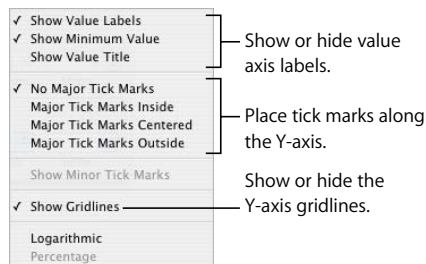 ✓ Show Value Labels
✓ Show Minimum Value
Show Value Title
Show or hide value
axis labels.
✓ No Major Tick Marks
Major Tick Marks Inside
Major Tick Marks Centered
Major Tick Marks Outside
Place tick marks along
the Y-axis.
Show Minor Tick Marks
✓ Show Gridlines
Show or hide the
Y-axis gridlines.
Logarithmic
Percentage